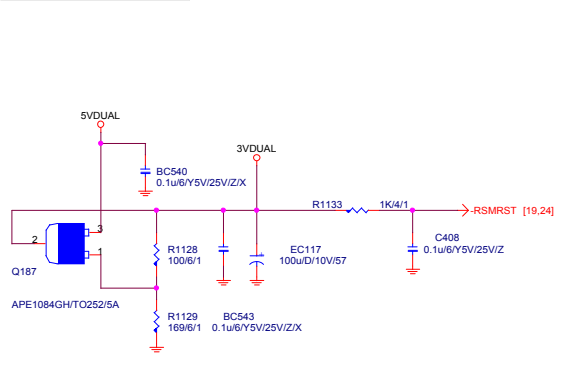 5VDUAL
3VDUAL
BC540
0.1u/6/Y5V/25V/Z/X
R1133
1K/4/1
-RSMRST [19,24]
3
2
1
R1128
100/6/1
EC117
100u/D/10V/57
C408
0.1u/6/Y5V/25V/Z
Q187
APE1084GH/TO252/5A
R1129
169/6/1
BC543
0.1u/6/Y5V/25V/Z/X